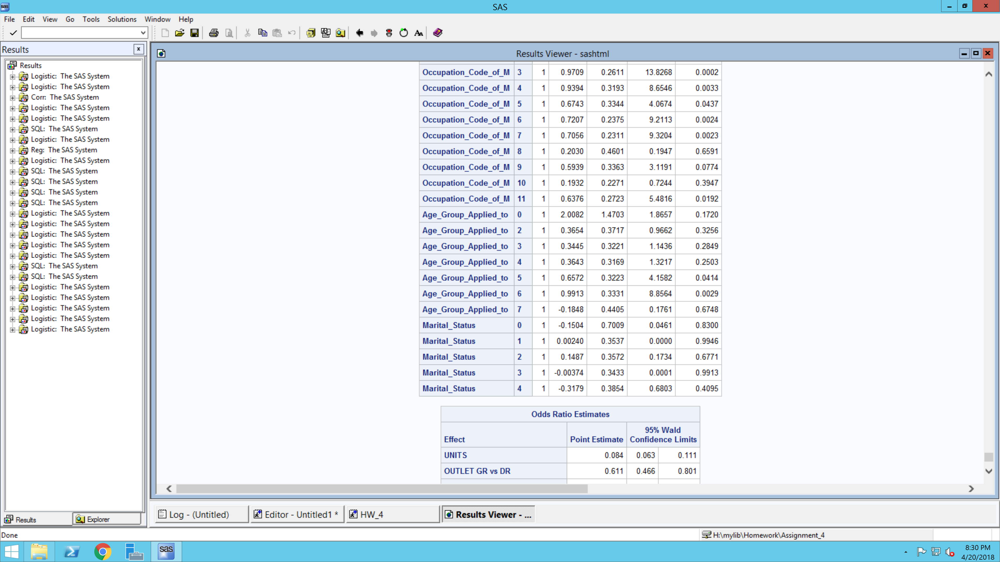 sas
SAS
File Edit View Go Tools Solutions Window Help
Results
Results Viewer - sashtml
Results
Logistic: The SAS System
Logistic: The SAS System
Corr: The SAS System
Logistic: The SAS System
Logistic: The SAS System
SQL: The SAS System
Logistic: The SAS System
Reg: The SAS System
Logistic: The SAS System
SQL: The SAS System
SQL: The SAS System
SQL: The SAS System
SQL: The SAS System
Logistic: The SAS System
Logistic: The SAS System
Logistic: The SAS System
Logistic: The SAS System
Logistic: The SAS System
SQL: The SAS System
SQL: The SAS System
Logistic: The SAS System
Logistic: The SAS System
Logistic: The SAS System
Logistic: The SAS System
Logistic: The SAS System
Results Explorer
Occupation_Code_of_M 3 1 0.9709 0.2611 13.8268 0.0002
Occupation_Code_of_M 4 1 0.9394 0.3193 8.6546 0.0033
Occupation_Code_of_M 5 1 0.6743 0.3344 4.0674 0.0437
Occupation_Code_of_M 6 1 0.7207 0.2375 9.2113 0.0024
Occupation_Code_of_M 7 1 0.7056 0.2311 9.3204 0.0023
Occupation_Code_of_M 8 1 0.2030 0.4601 0.1947 0.6591
Occupation_Code_of_M 9 1 0.5939 0.3363 3.1191 0.0774
Occupation_Code_of_M 10 1 0.1932 0.2271 0.7244 0.3947
Occupation_Code_of_M 11 1 0.6376 0.2723 5.4816 0.0192
Age_Group_Applied_to 0 1 2.0082 1.4703 1.8657 0.1720
Age_Group_Applied_to 2 1 0.3654 0.3717 0.9662 0.3256
Age_Group_Applied_to 3 1 0.3445 0.3221 1.1436 0.2849
Age_Group_Applied_to 4 1 0.3643 0.3169 1.3217 0.2503
Age_Group_Applied_to 5 1 0.6572 0.3223 4.1582 0.0414
Age_Group_Applied_to 6 1 0.9913 0.3331 8.8564 0.0029
Age_Group_Applied_to 7 1 -0.1848 0.4405 0.1761 0.6748
Marital_Status 0 1 -0.1504 0.7009 0.0461 0.8300
Marital_Status 1 1 0.00240 0.3537 0.0000 0.9946
Marital_Status 2 1 0.1487 0.3572 0.1734 0.6771
Marital_Status 3 1 -0.00374 0.3433 0.0001 0.9913
Marital_Status 4 1 -0.3179 0.3854 0.6803 0.4095
Odds Ratio Estimates
Effect Point Estimate 95% Wald Confidence Limits
UNITS 0.084 0.063 0.111
OUTLET GR vs DR 0.611 0.466 0.801
Log - (Untitled) Editor - Untitled1 * HW_4 Results Viewer - ...
Done H:\mylib\Homework\Assignment_4
sas
8:30 PM
4/20/2018